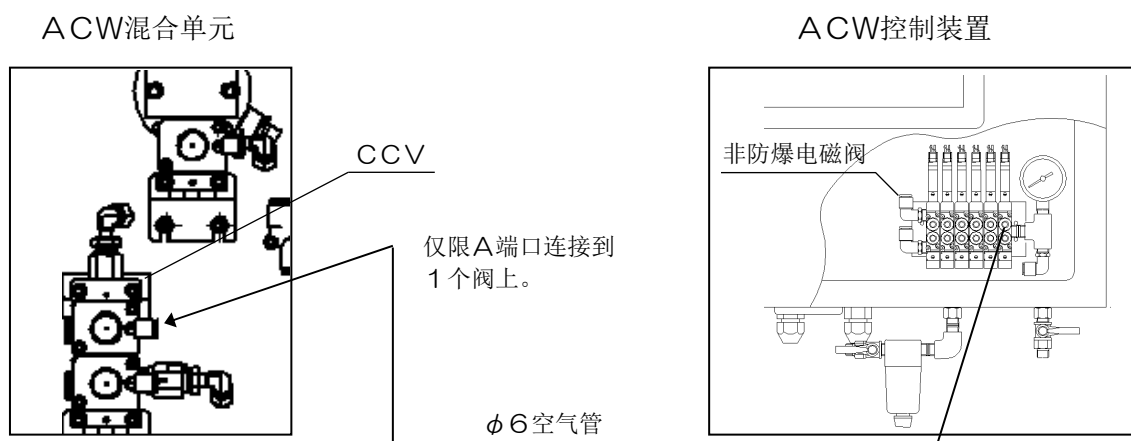 ACW混合单元
ACW控制装置
CCV
非防爆电磁阀
仅限A端口连接到
1个阀上。
φ6空气管